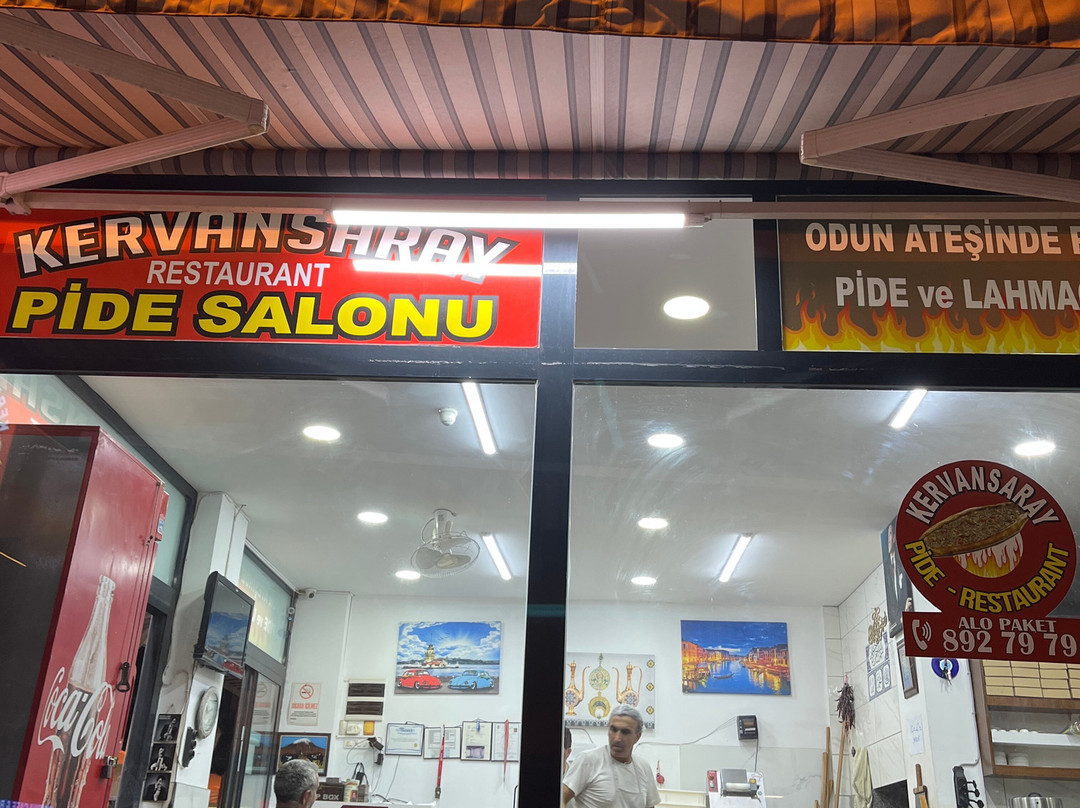 KERVANSARAY
RESTAURANT
PİDE SALONU
ODUN ATEŞİNDE
PİDE ve
KERVANSARAY
PİDE - RESTAURANT
ALO PAKET
892 79 79
Coca-Cola